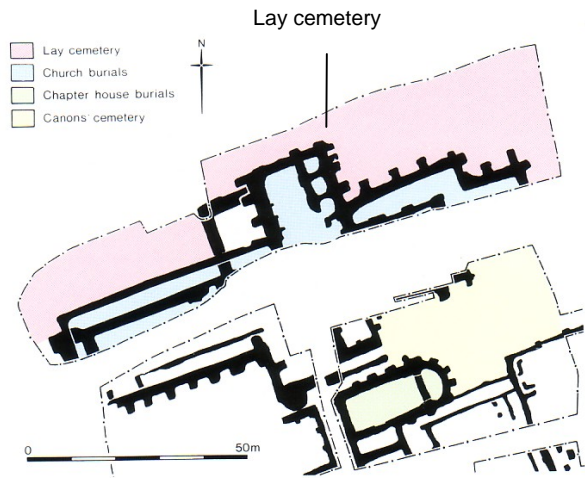 Lay cemetery
N
Lay cemetery
Church burials
Chapter house burials
Canons' cemetery
0
50m